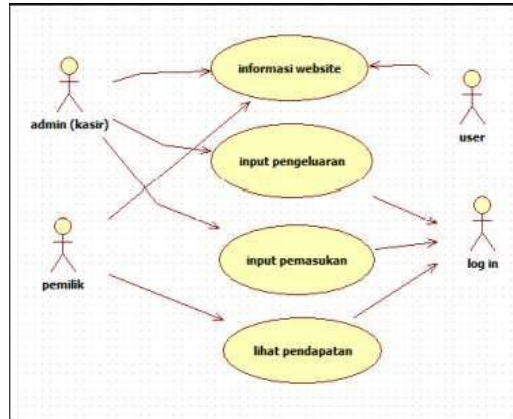 informasi website
admin (kasir)
user
input pengeluaran
pemilik
input pemasukan
log in
lihat pendapatan